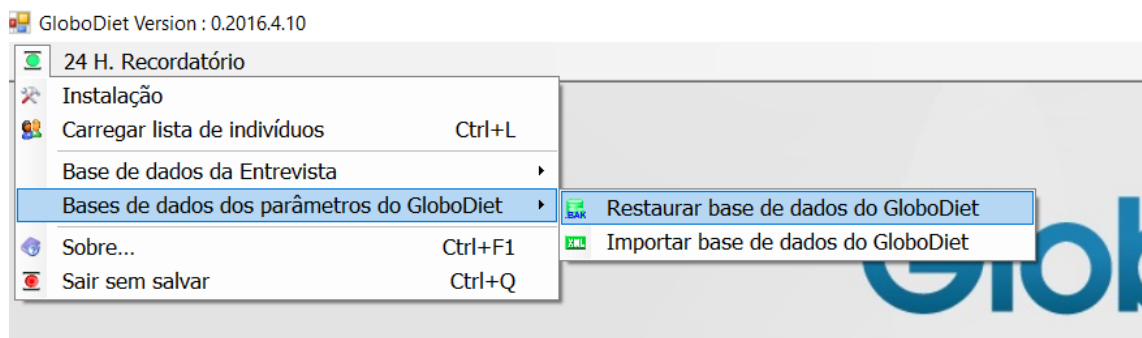 GloboDiet Version : 0.2016.4.10
24 H. Recordatório
Instalação
Carregar lista de indivíduos Ctrl+L
Base de dados da Entrevista
Bases de dados dos parâmetros do GloboDiet
.BAK Restaurar base de dados do GloboDiet
XML Importar base de dados do GloboDiet
Sobre... Ctrl+F1
Sair sem salvar Ctrl+Q
Glob